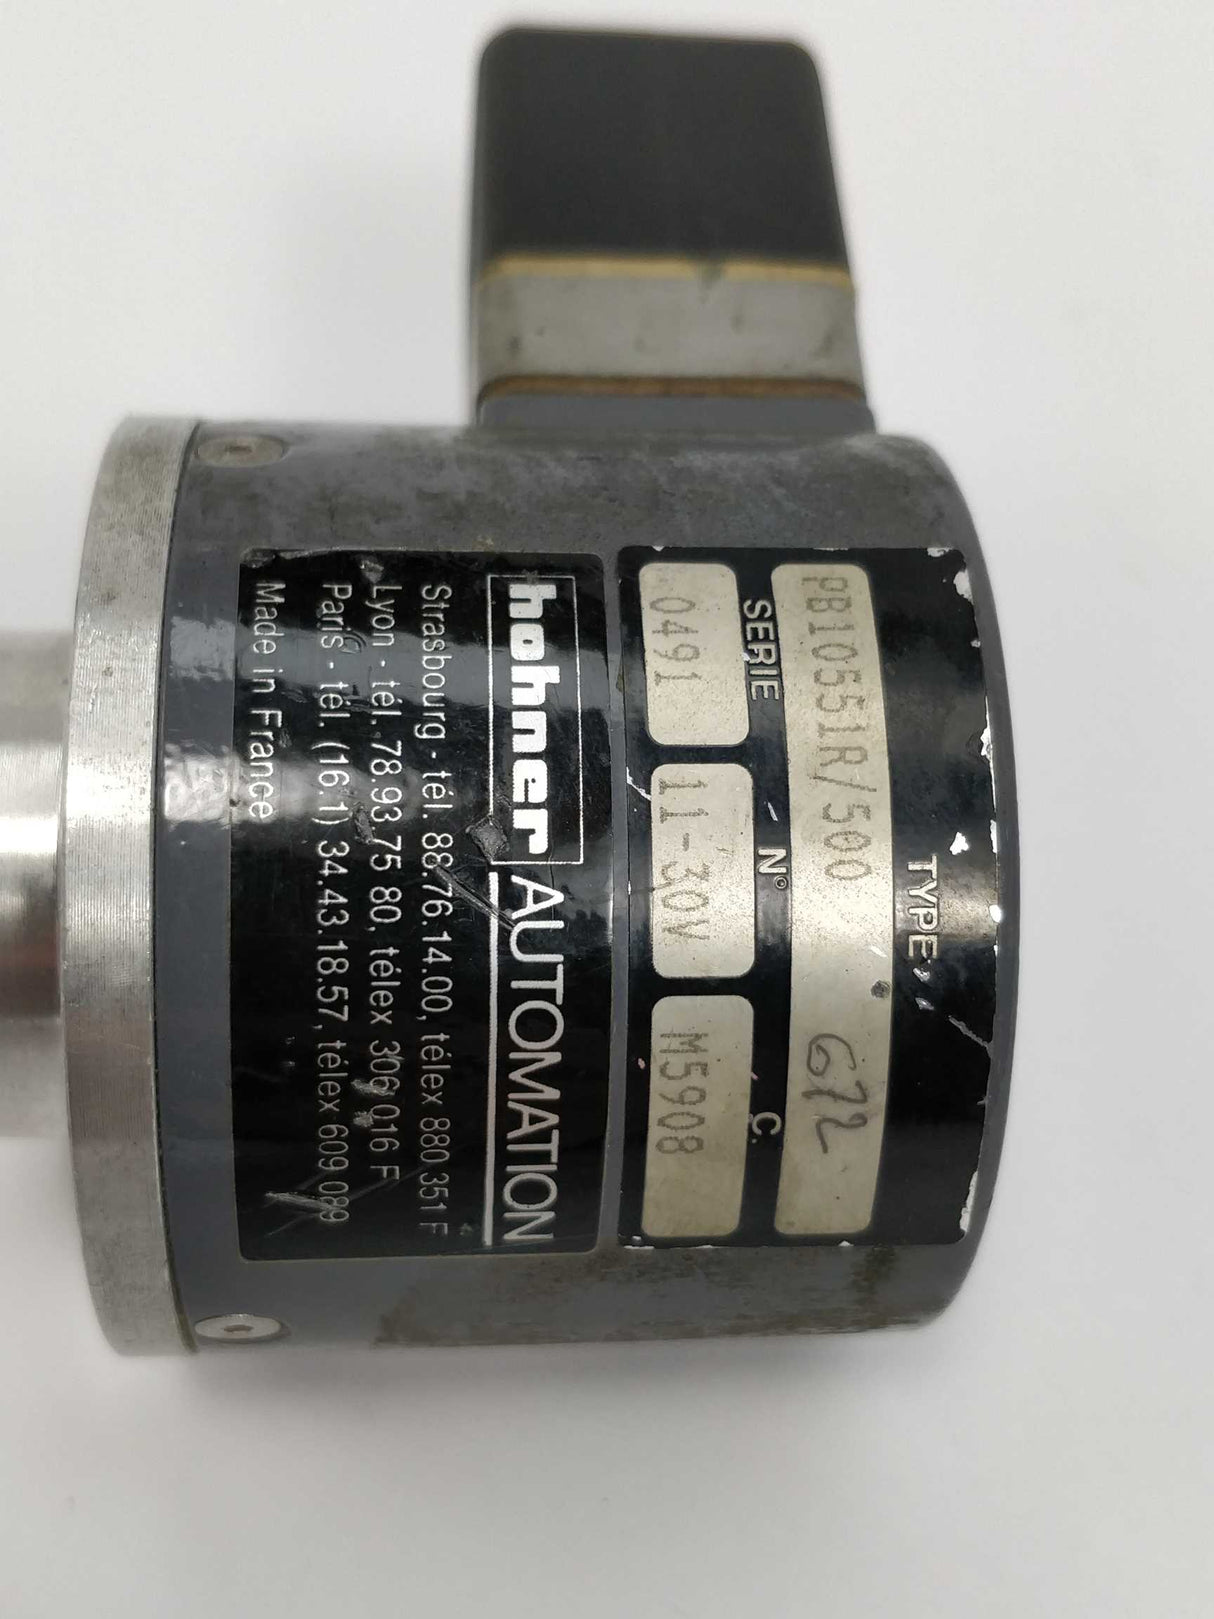 TYPE
PB10551R/500 672
SERIE N° C.
0491 11-30V M5908
hohner AUTOMATION
Strasbourg - tél. 88.76.14.00, télex 880 351 F
Lyon - tél. 78.93.75 80, télex 306 016 F
Paris - tél. (16.1) 34.43.18.57, télex 609 089
Made in France